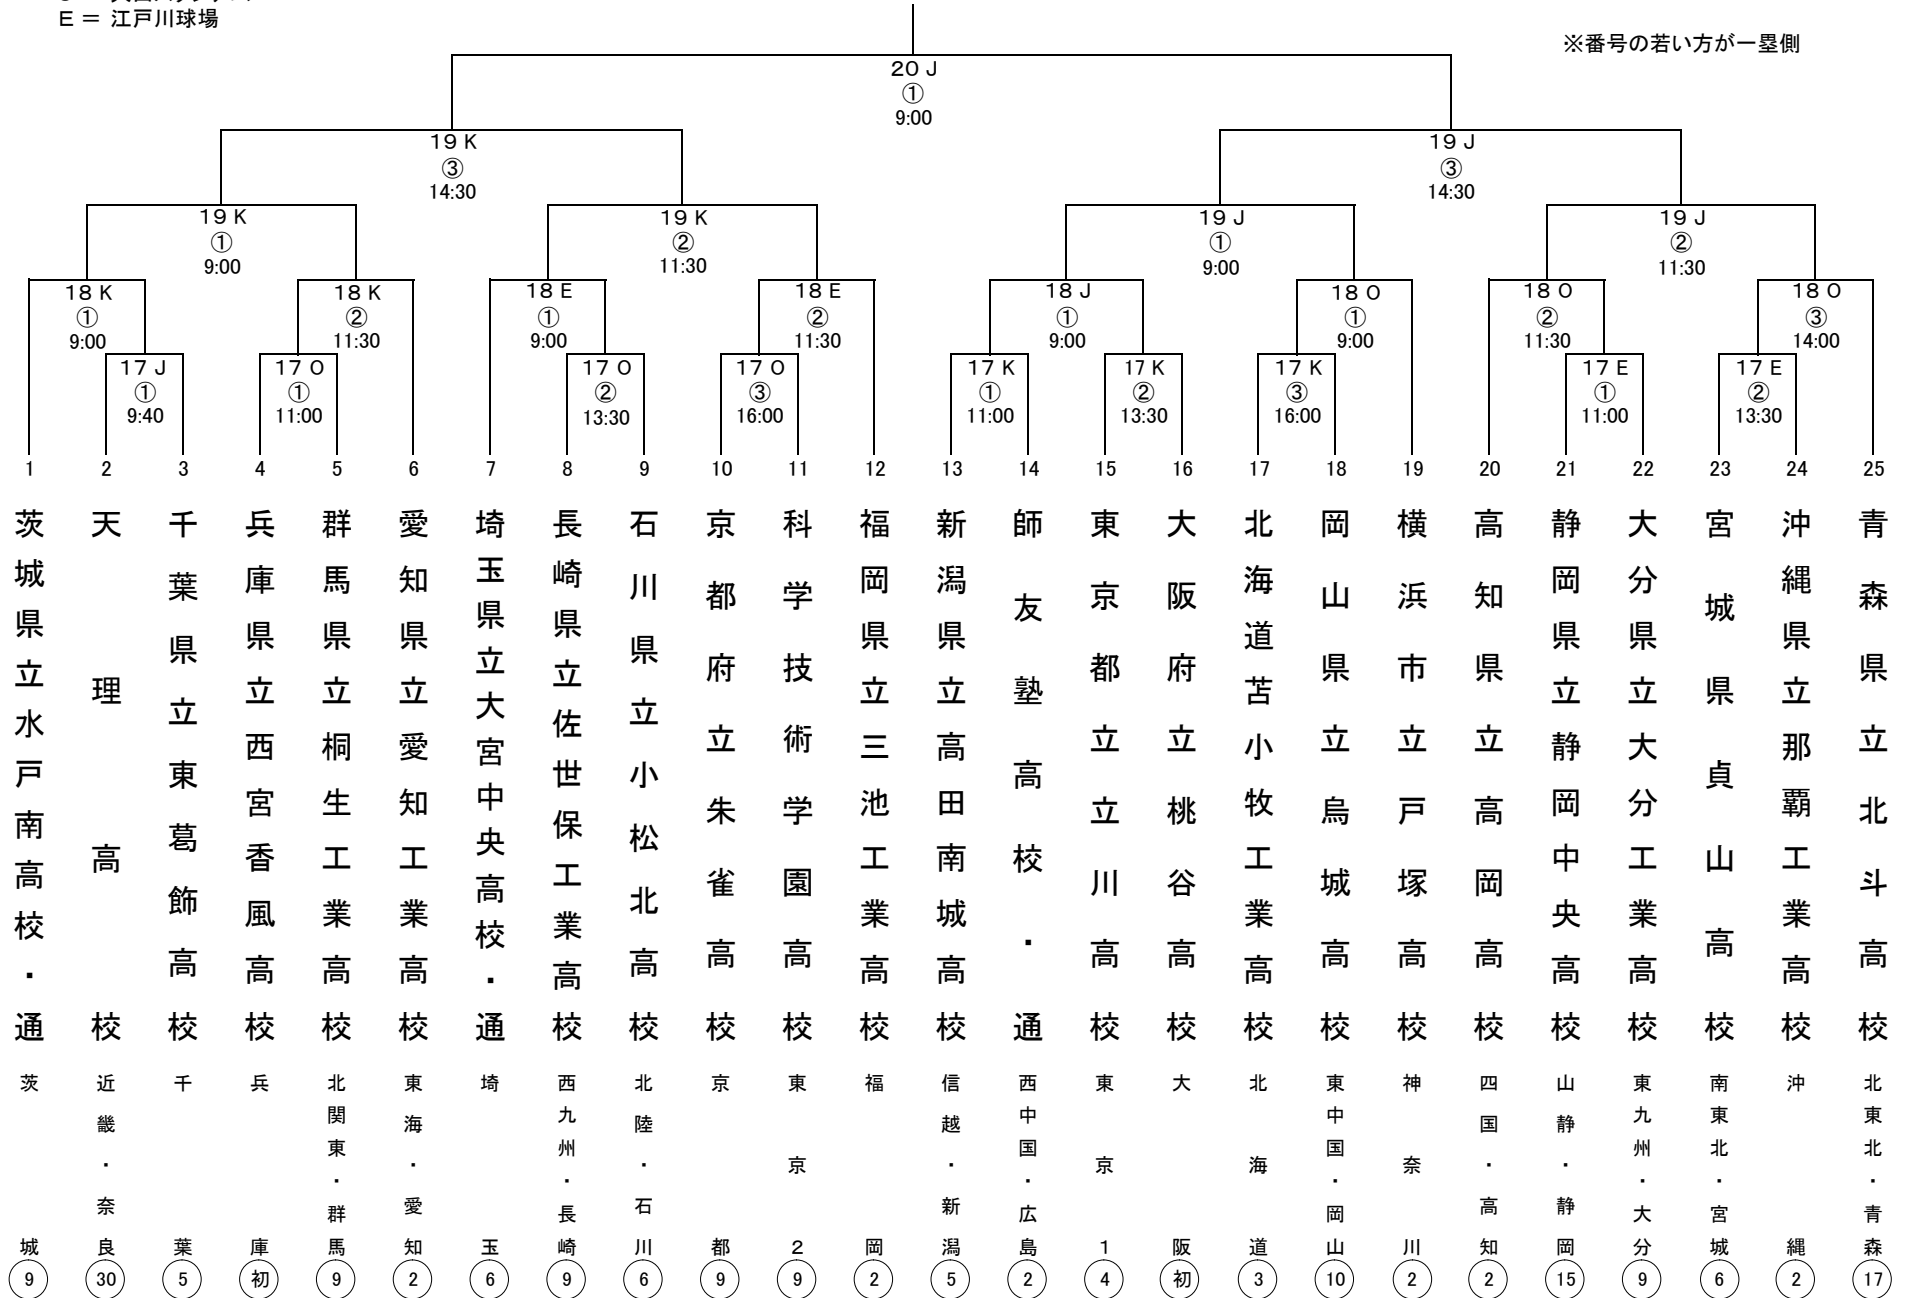 E = 江戸川球場
※番号の若い方が一塁側
20 J
①
9:00
19 K
③
14:30
19 J
③
14:30
19 K
①
9:00
19 K
②
11:30
19 J
①
9:00
19 J
②
11:30
18 K
①
9:00
18 K
②
11:30
18 E
①
9:00
18 E
②
11:30
18 J
①
9:00
18 O
①
9:00
18 O
②
11:30
18 O
③
14:00
17 J
①
9:40
17 O
①
11:00
17 O
②
13:30
17 O
③
16:00
17 K
①
11:00
17 K
②
13:30
17 K
③
16:00
17 E
①
11:00
17 E
②
13:30
1 2 3 4 5 6 7 8 9 10 11 12 13 14 15 16 17 18 19 20 21 22 23 24 25
茨城県立水戸南高校・通
天理高校
千葉県立東葛飾高校
兵庫県立西宮香風高校
群馬県立桐生工業高校
愛知県立愛知工業高校
埼玉県立大宮中央高校・通
長崎県立佐世保工業高校
石川県立小松北高校
京都府立朱雀高校
科学技術学園高校
福岡県立三池工業高校
新潟県立高田南城高校
師友塾高校・通
東京都立立川高校
大阪府立桃谷高校
北海道苫小牧工業高校
岡山県立烏城高校
横浜市立戸塚高校
高知県立高岡高校
静岡県立静岡中央高校
大分県立大分工業高校
宮城県貞山高校
沖縄県立那覇工業高校
青森県立北斗高校
茨城
近畿・奈良
千葉
兵庫
北関東・群馬
東海・愛知
埼玉
西九州・長崎
北陸・石川
京都
東京2
福岡
信越・新潟
西中国・広島
東京1
大阪
北海道
東中国・岡山
神奈川
四国・高知
山静・静岡
東九州・大分
南東北・宮城
沖縄
北東北・青森
9 30 5 初 9 2 6 9 6 9 9 2 5 2 4 初 3 10 2 2 15 9 6 2 17